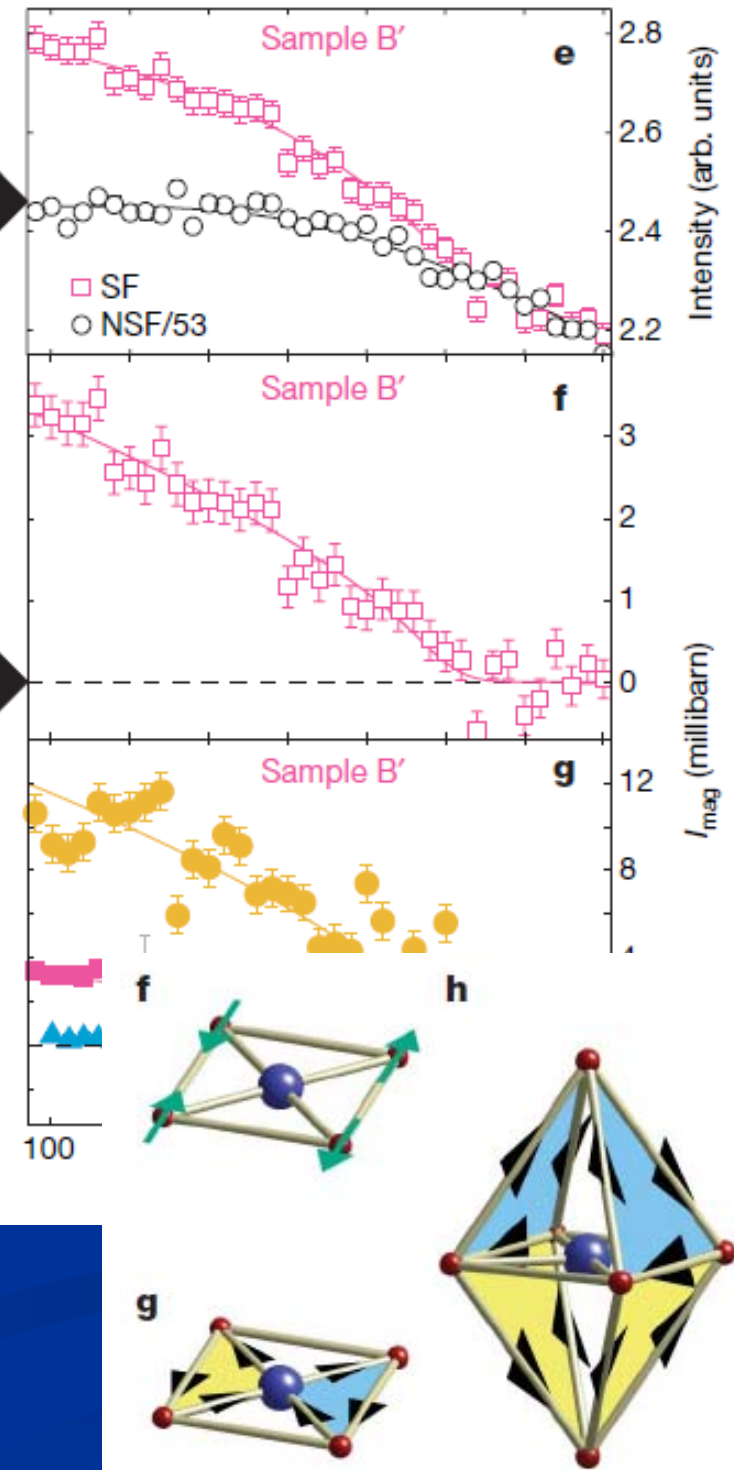 Sample B′
e
2.8
2.6
2.4
2.2
Intensity (arb. units)
SF
NSF/53
Sample B′
f
3
2
1
0
Sample B′
g
12
8
I mag (millibarn)
100
f
h
g